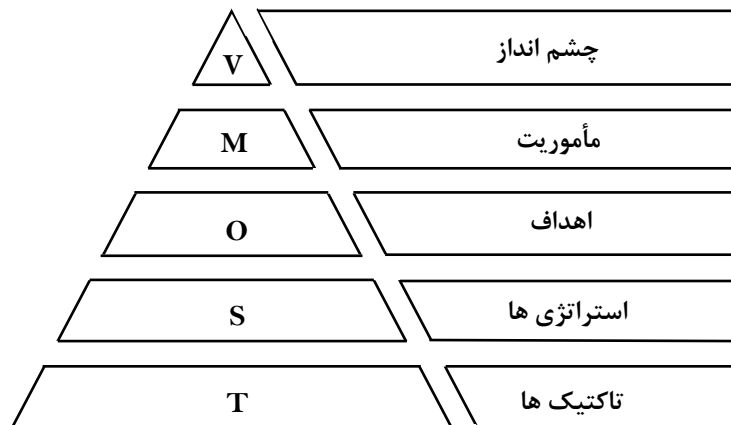 V
چشم انداز
M
مأموریت
O
اهداف
S
استراتژی ها
T
تاکتیک ها